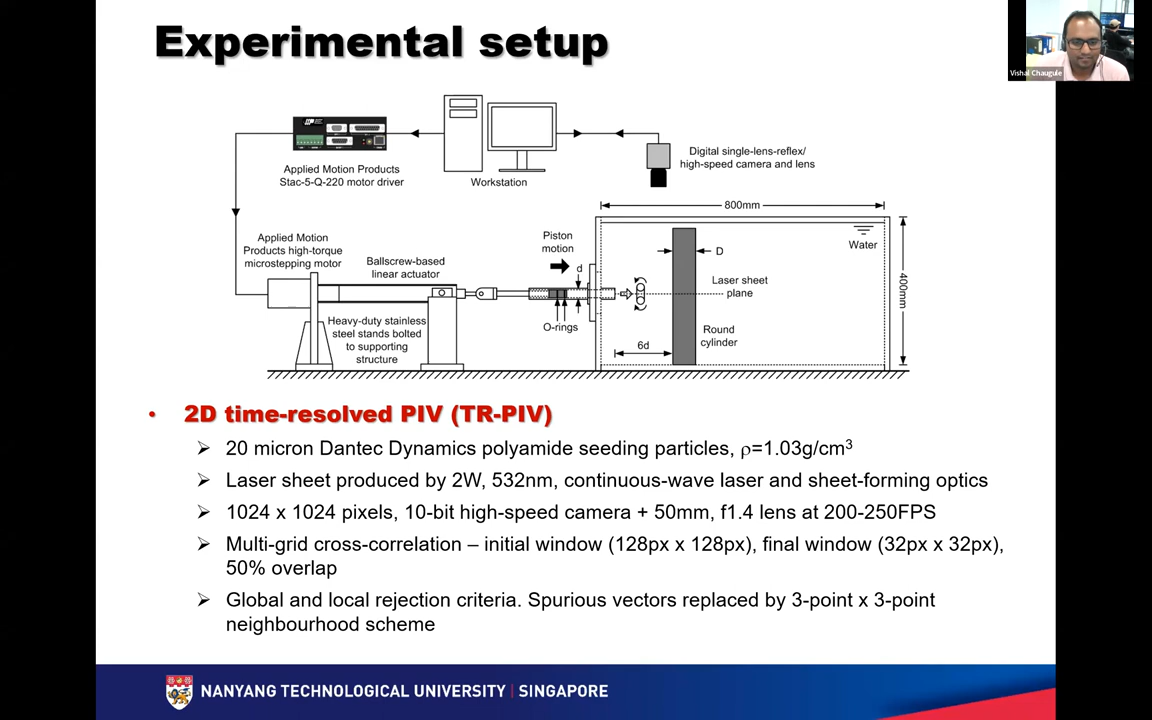 Experimental setup
Vishal Chaugule
Applied Motion Products
Stac-5-Q-220 motor driver
Workstation
Digital single-lens-reflex/
high-speed camera and lens
800mm
Applied Motion
Products high-torque
microstepping motor
Ballscrew-based
linear actuator
Piston
motion
d
D
Water
Laser sheet
plane
400mm
Heavy-duty stainless
steel stands bolted
to supporting
structure
O-rings
6d
Round
cylinder
• 2D time-resolved PIV (TR-PIV)
➢ 20 micron Dantec Dynamics polyamide seeding particles, ρ=1.03g/cm³
➢ Laser sheet produced by 2W, 532nm, continuous-wave laser and sheet-forming optics
➢ 1024 x 1024 pixels, 10-bit high-speed camera + 50mm, f1.4 lens at 200-250FPS
➢ Multi-grid cross-correlation – initial window (128px x 128px), final window (32px x 32px),
50% overlap
➢ Global and local rejection criteria. Spurious vectors replaced by 3-point x 3-point
neighbourhood scheme
NANYANG TECHNOLOGICAL UNIVERSITY | SINGAPORE